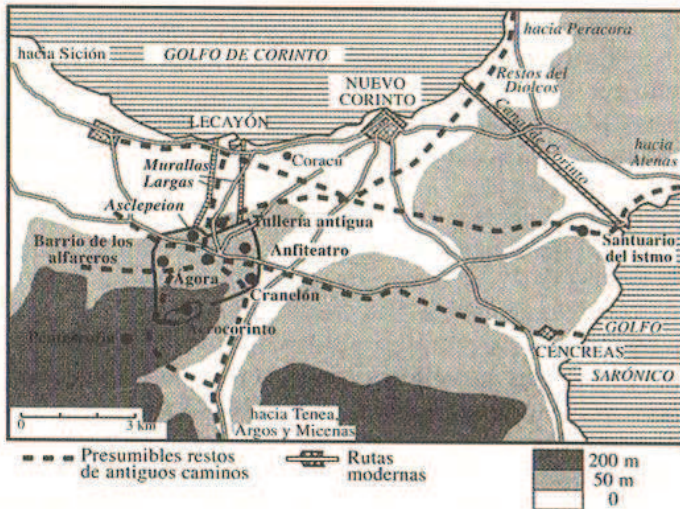 hacia Sición
GOLFO DE CORINTO
hacia Peracora
Restos del
Diolcos
NUEVO
CORINTO
LECAYÓN
Canal de Corinto
hacia
Atenas
Murallas
Largas
Coracú
Asclepeion
Tullería antigua
Barrio de los
alfareros
Anfiteatro
Santuario
del istmo
Ágora
Cranelón
Acrocorinto
GOLFO
CÉNCREAS
SARÓNICO
0
3 km
hacia Tenea,
Argos y Micenas
Presumibles restos
de antiguos caminos
Rutas
modernas
200 m
50 m
0